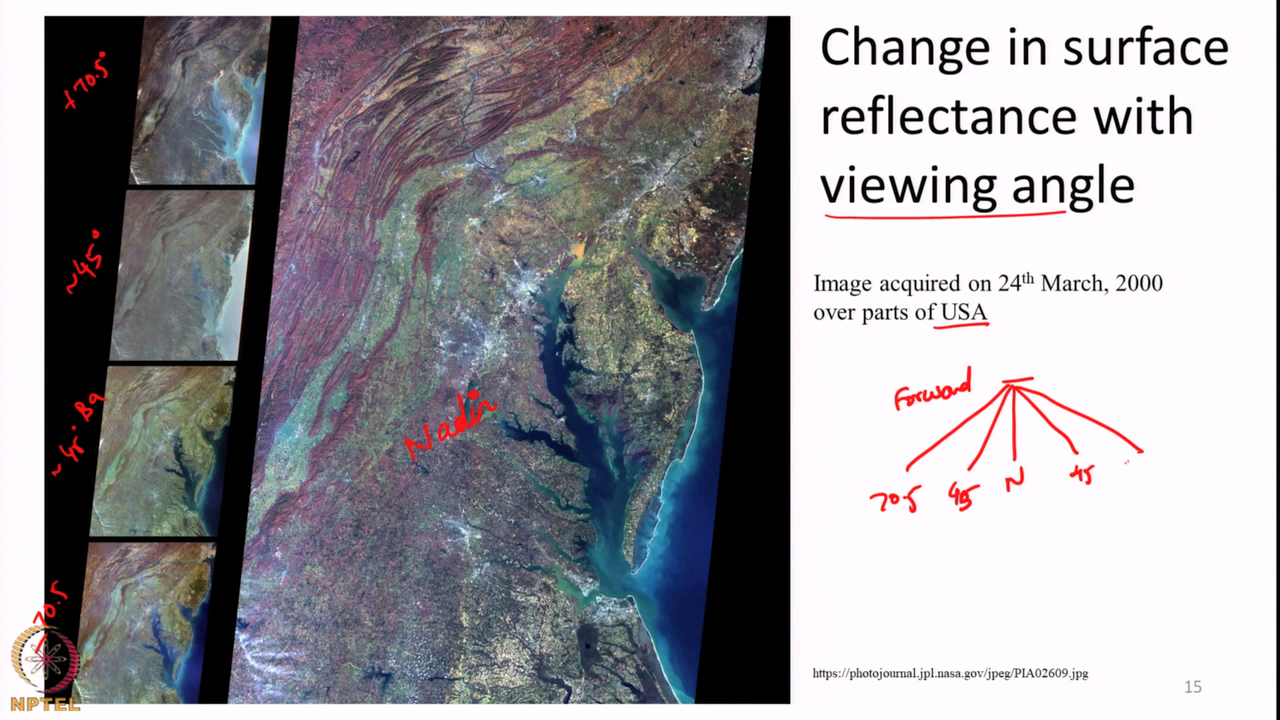 Change in surface
reflectance with
viewing angle
Image acquired on 24th March, 2000
over parts of USA
+70.5°
~45°
~45° Ba
70.5
Nadir
Forward
70.5 45 N 45
https://photojournal.jpl.nasa.gov/jpeg/PIA02609.jpg
15
NPTEL